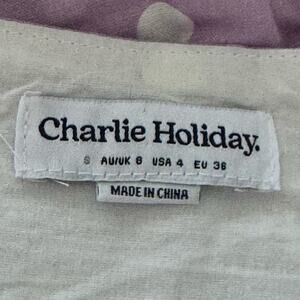 Charlie Holiday.
S AU/UK 8 USA 4 EU 36
MADE IN CHINA